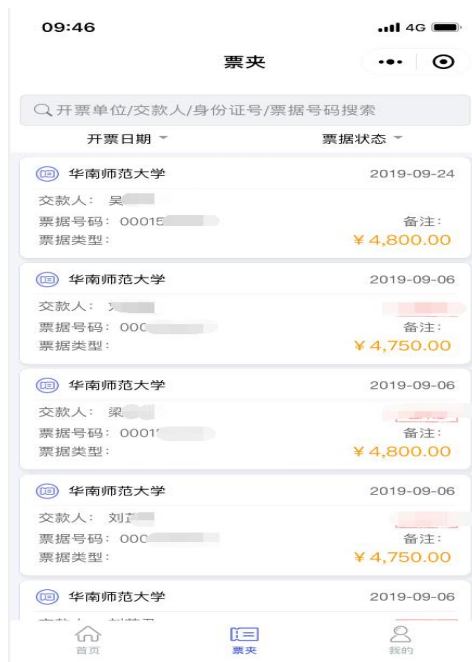 09:46
4G
票夹
开票单位/交款人/身份证号/票据号码搜索
开票日期 票据状态
华南师范大学 2019-09-24
交款人： 吴
票据号码：00015
备注：
票据类型：
￥4,800.00
华南师范大学 2019-09-06
交款人：
票据号码：000
备注：
票据类型：
￥4,750.00
华南师范大学 2019-09-06
交款人： 梁
票据号码：0001
备注：
票据类型：
￥4,800.00
华南师范大学 2019-09-06
交款人： 刘
票据号码：000
备注：
票据类型：
￥4,750.00
华南师范大学 2019-09-06
首页 票夹 我的